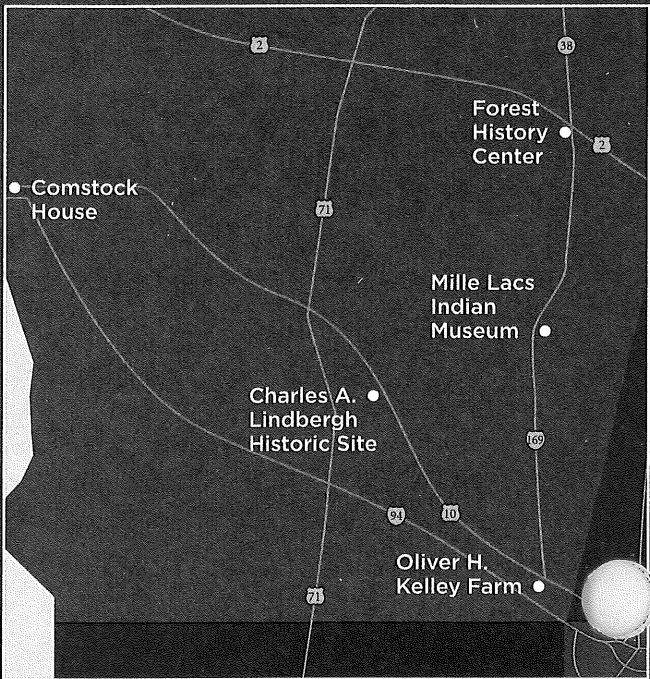 2
38
Forest
History
Center
2
Comstock
House
71
Mille Lacs
Indian
Museum
Charles A.
Lindbergh
Historic Site
169
94
10
Oliver H.
Kelley Farm
71